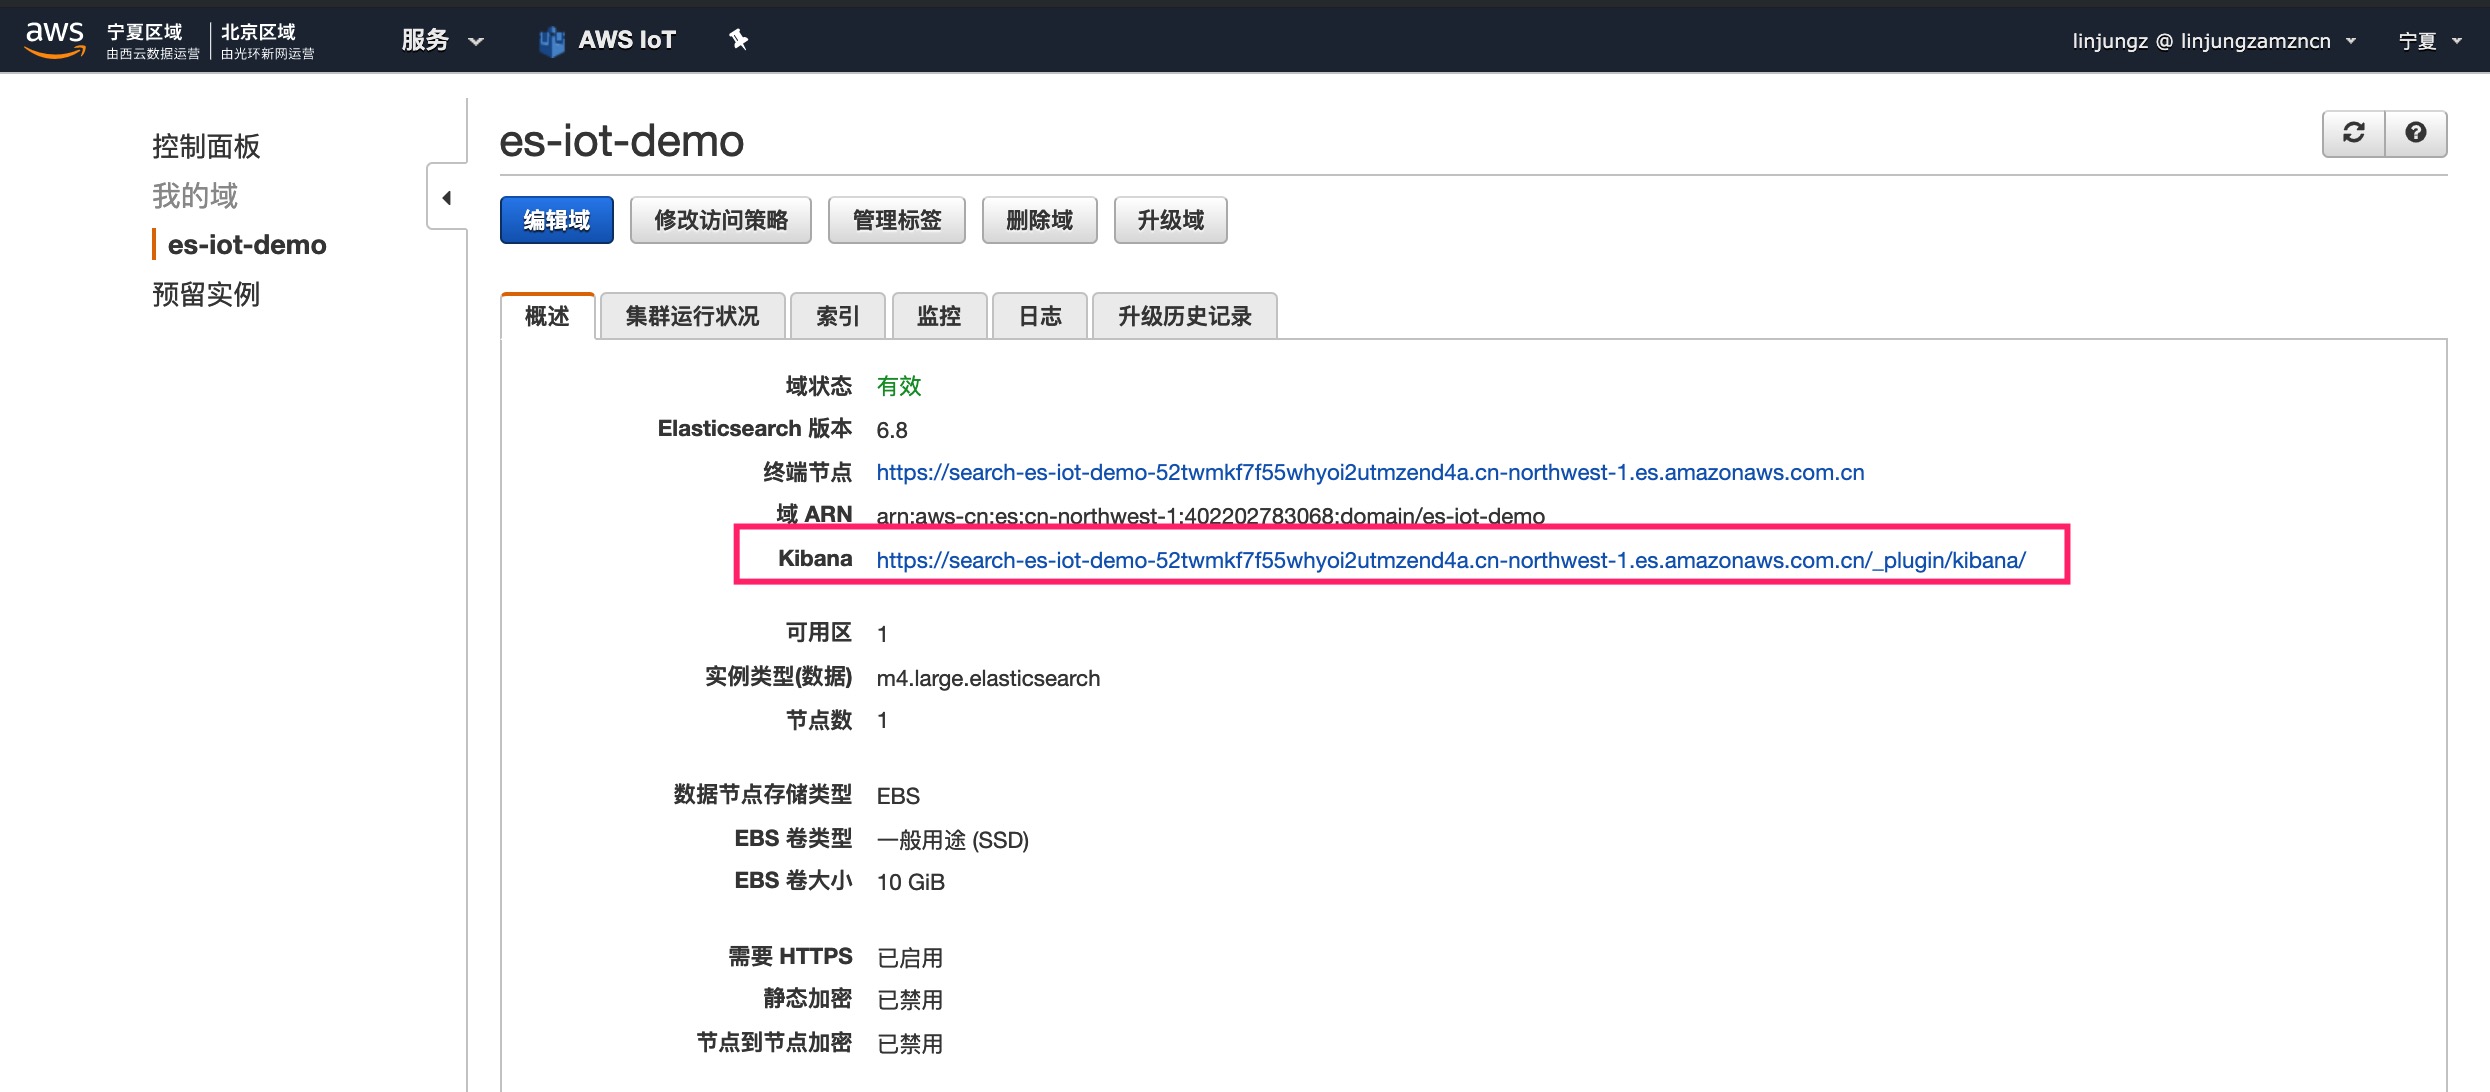 aws 宁夏区域 北京区域 服务 AWS IoT linjungz @ linjungzamzncn 宁夏
由西云数据运营 由光环新网运营
控制面板
我的域
es-iot-demo
预留实例
es-iot-demo
编辑域 修改访问策略 管理标签 删除域 升级域
概述 集群运行状况 索引 监控 日志 升级历史记录
域状态 有效
Elasticsearch 版本 6.8
终端节点 https://search-es-iot-demo-52twmkf7f55whyoi2utmzend4a.cn-northwest-1.es.amazonaws.com.cn
域 ARN arn:aws-cn:es:cn-northwest-1:402202783068:domain/es-iot-demo
Kibana https://search-es-iot-demo-52twmkf7f55whyoi2utmzend4a.cn-northwest-1.es.amazonaws.com.cn/_plugin/kibana/
可用区 1
实例类型(数据) m4.large.elasticsearch
节点数 1
数据节点存储类型 EBS
EBS 卷类型 一般用途 (SSD)
EBS 卷大小 10 GiB
需要 HTTPS 已启用
静态加密 已禁用
节点到节点加密 已禁用